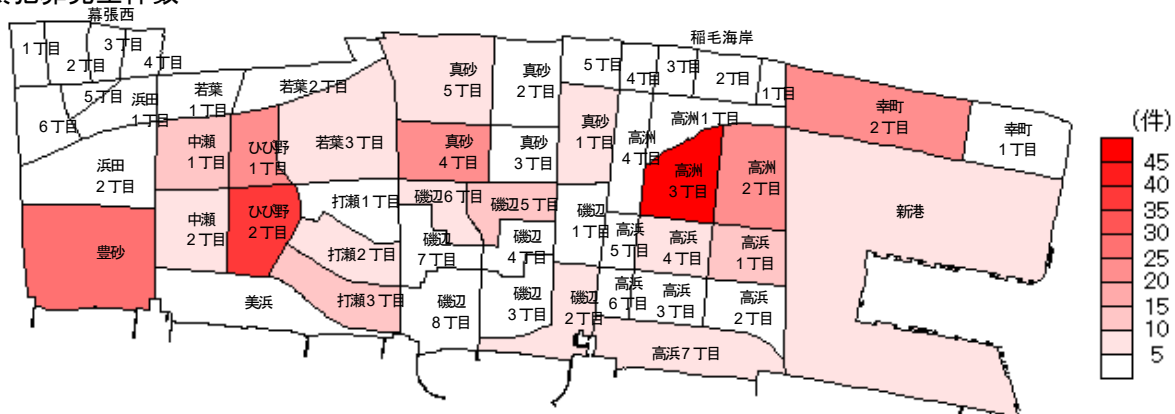 幕張西
1丁目
2丁目
3丁目
4丁目
5丁目
6丁目
浜田
1丁目
浜田
2丁目
若葉
1丁目
若葉2丁目
若葉3丁目
中瀬
1丁目
中瀬
2丁目
ひび野
1丁目
ひび野
2丁目
豊砂
美浜
打瀬1丁目
打瀬2丁目
打瀬3丁目
真砂
5丁目
真砂
2丁目
真砂
4丁目
真砂
3丁目
真砂
1丁目
磯辺6丁目
磯辺5丁目
磯辺
7丁目
磯辺
4丁目
磯辺
1丁目
磯辺
8丁目
磯辺
3丁目
磯辺
2丁目
稲毛海岸
5丁目
4丁目
3丁目
2丁目
1丁目
高洲1丁目
高洲
4丁目
高洲
3丁目
高洲
2丁目
高浜
5丁目
高浜
4丁目
高浜
1丁目
高浜
6丁目
高浜
3丁目
高浜
2丁目
高浜7丁目
幸町
2丁目
幸町
1丁目
新港
(件)
45
40
35
30
25
20
15
10
5